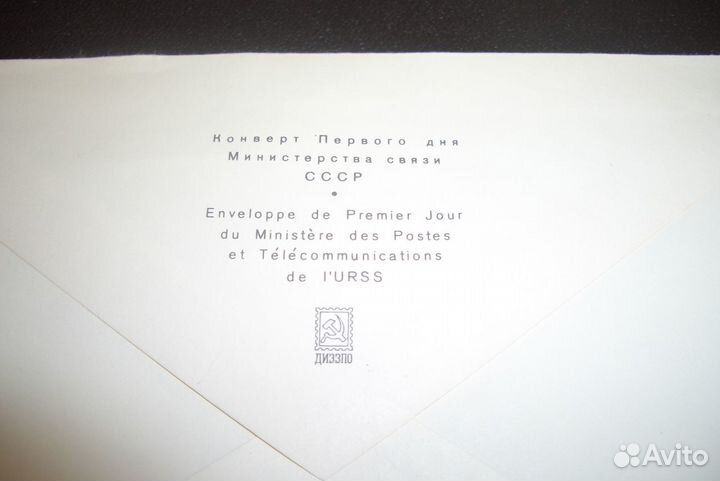 Конверт Первого дня
Министерства связи
СССР
•
Enveloppe de Premier Jour
du Ministère des Postes
et Télécommunications
de l'URSS
ДИЭЗПО
Avito